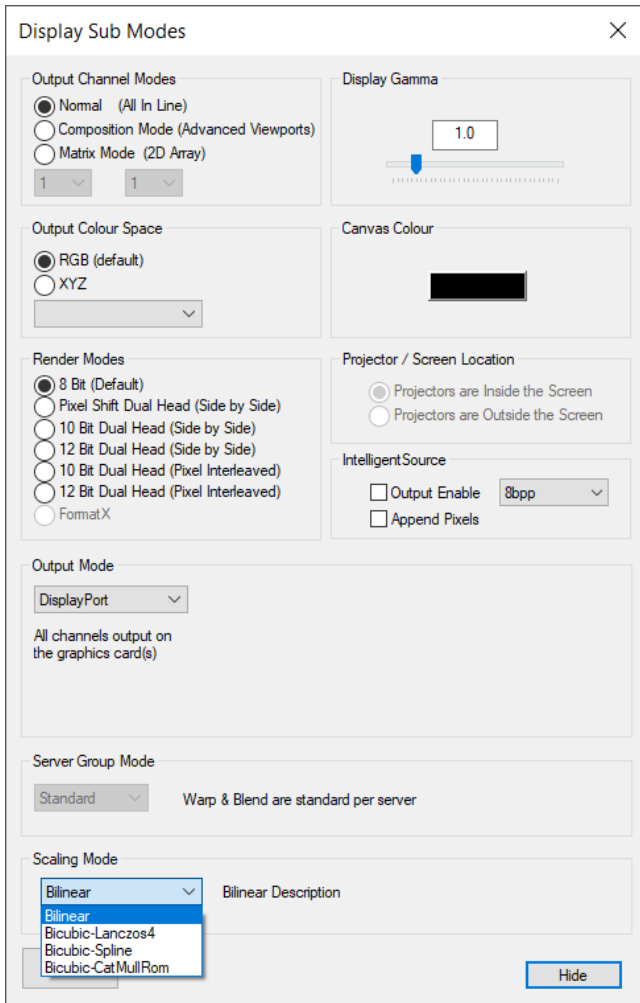 Display Sub Modes
Output Channel Modes
Normal (All In Line)
Composition Mode (Advanced Viewports)
Matrix Mode (2D Array)
1 1
Display Gamma
1.0
Output Colour Space
RGB (default)
XYZ
Canvas Colour
Render Modes
8 Bit (Default)
Pixel Shift Dual Head (Side by Side)
10 Bit Dual Head (Side by Side)
12 Bit Dual Head (Side by Side)
10 Bit Dual Head (Pixel Interleaved)
12 Bit Dual Head (Pixel Interleaved)
FormatX
Projector / Screen Location
Projectors are Inside the Screen
Projectors are Outside the Screen
IntelligentSource
Output Enable 8bpp
Append Pixels
Output Mode
DisplayPort
All channels output on
the graphics card(s)
Server Group Mode
Standard Warp & Blend are standard per server
Scaling Mode
Bilinear Bilinear Description
Bilinear
Bicubic-Lanczos4
Bicubic-Spline
Bicubic-CatMullRom
Hide